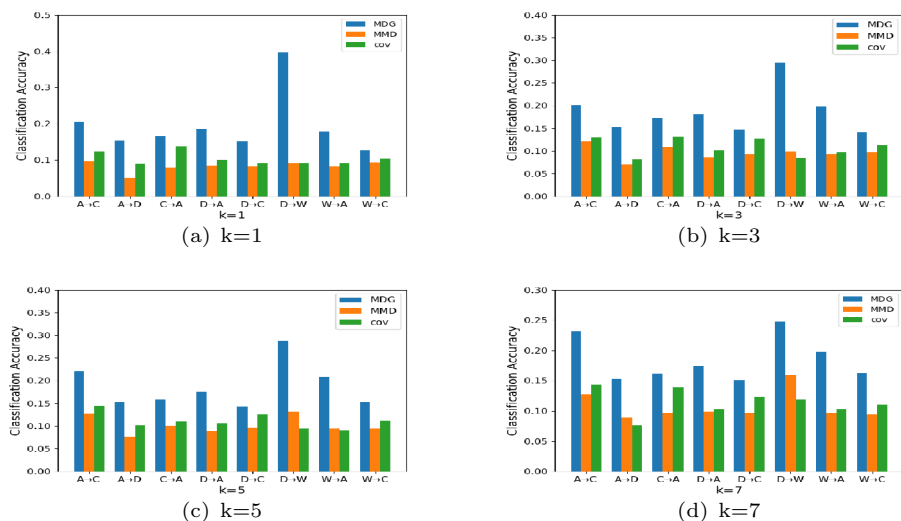 0.5
0.4
0.3
0.2
0.1
0.0
Classification Accuracy
MDG
MMD
cov
A→C A→D C→A D→A D→C D→W W→A W→C
k=1
(a) k=1
0.40
0.35
0.30
0.25
0.20
0.15
0.10
0.05
0.00
Classification Accuracy
MDG
MMD
cov
A→C A→D C→A D→A D→C D→W W→A W→C
k=3
(b) k=3
0.40
0.35
0.30
0.25
0.20
0.15
0.10
0.05
0.00
Classification Accuracy
MDG
MMD
cov
A→C A→D C→A D→A D→C D→W W→A W→C
k=5
(c) k=5
0.30
0.25
0.20
0.15
0.10
0.05
0.00
Classification Accuracy
MDG
MMD
cov
A→C A→D C→A D→A D→C D→W W→A W→C
k=7
(d) k=7